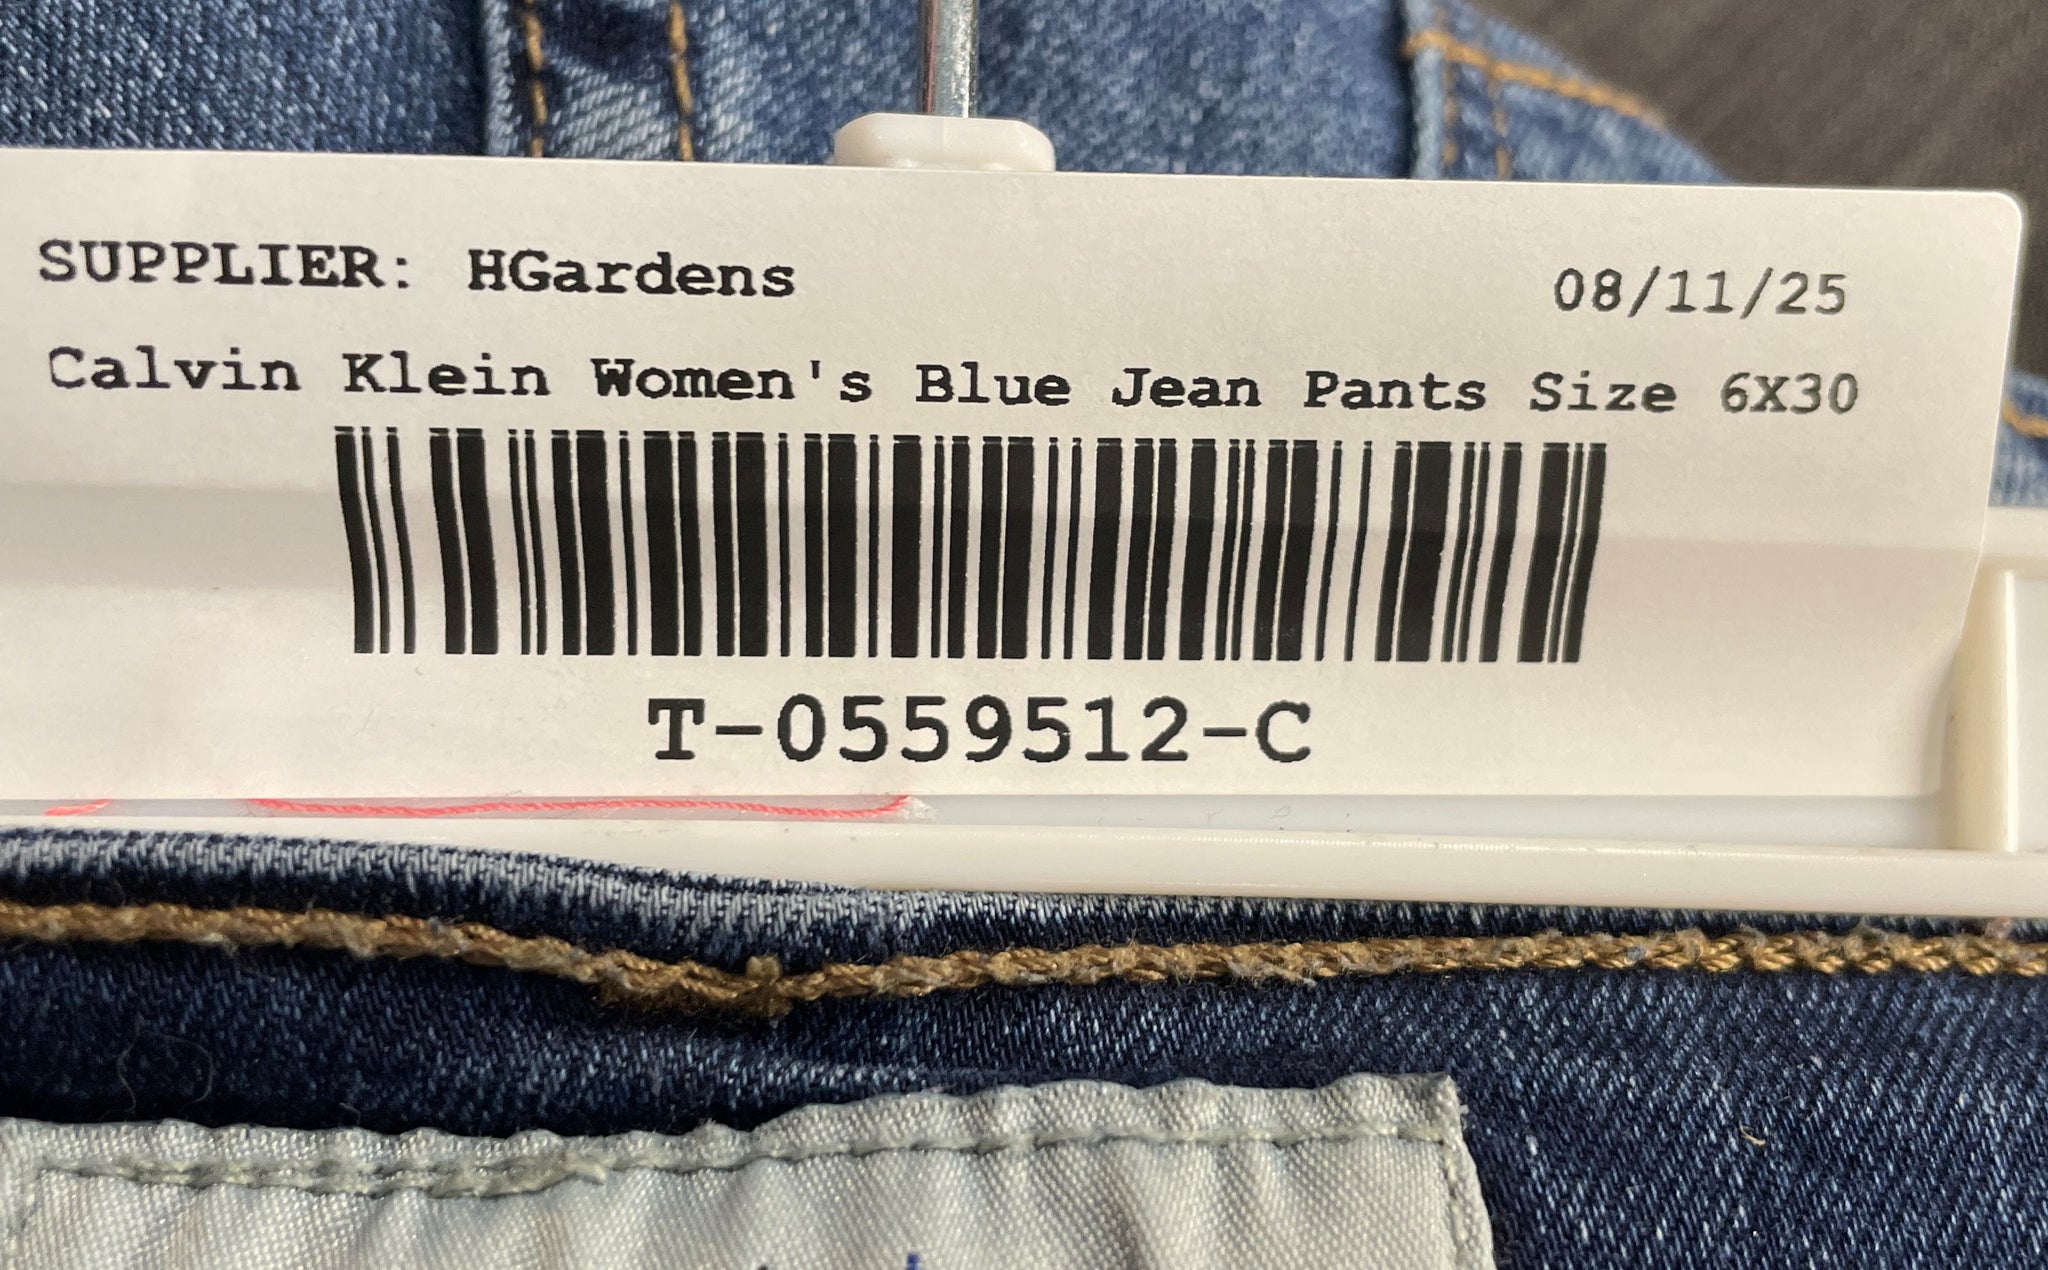 SUPPLIER: HGardens 08/11/25
Calvin Klein Women's Blue Jean Pants Size 6X30
T-0559512-C